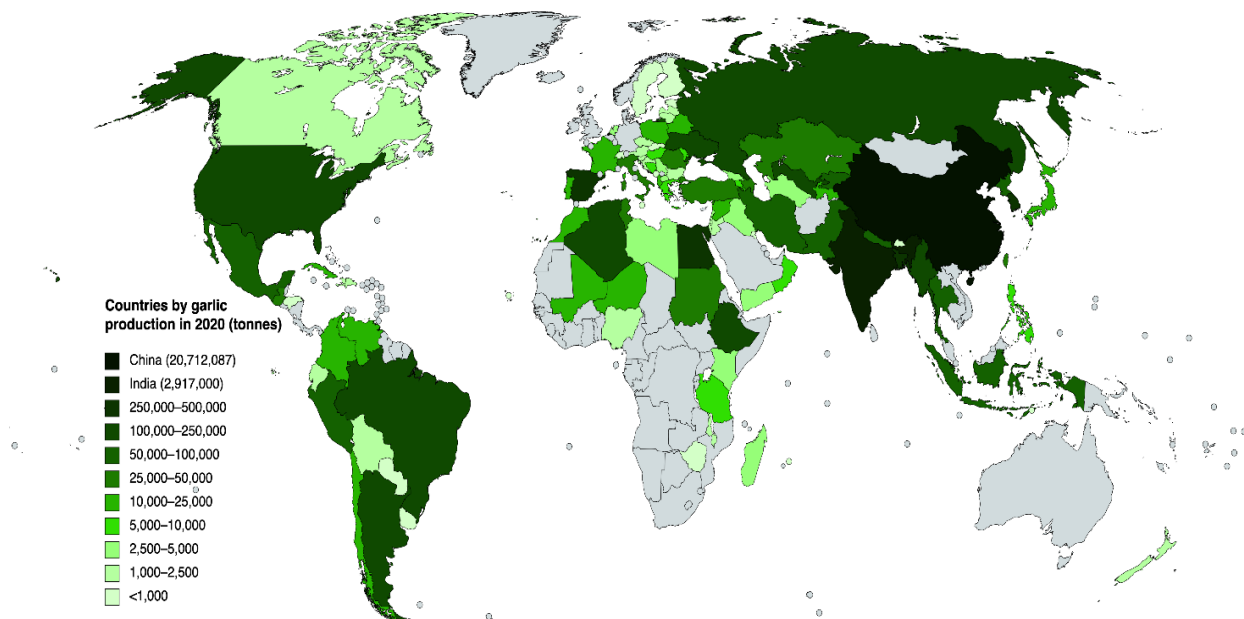 Countries by garlic
production in 2020 (tonnes)
China (20,712,087)
India (2,917,000)
250,000–500,000
100,000–250,000
50,000–100,000
25,000–50,000
10,000–25,000
5,000–10,000
2,500–5,000
1,000–2,500
<1,000